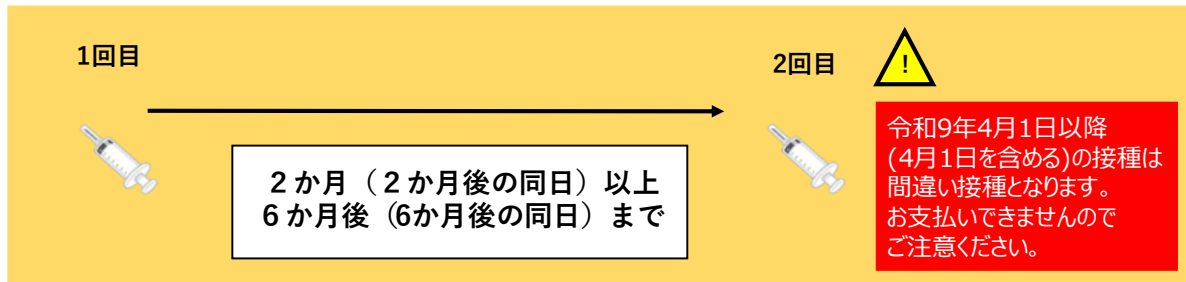 1回目
2回目
!
２か月（２か月後の同日）以上
６か月後（6か月後の同日）まで
令和9年4月1日以降
(4月1日を含める)の接種は
間違い接種となります。
お支払いできませんので
ご注意ください。